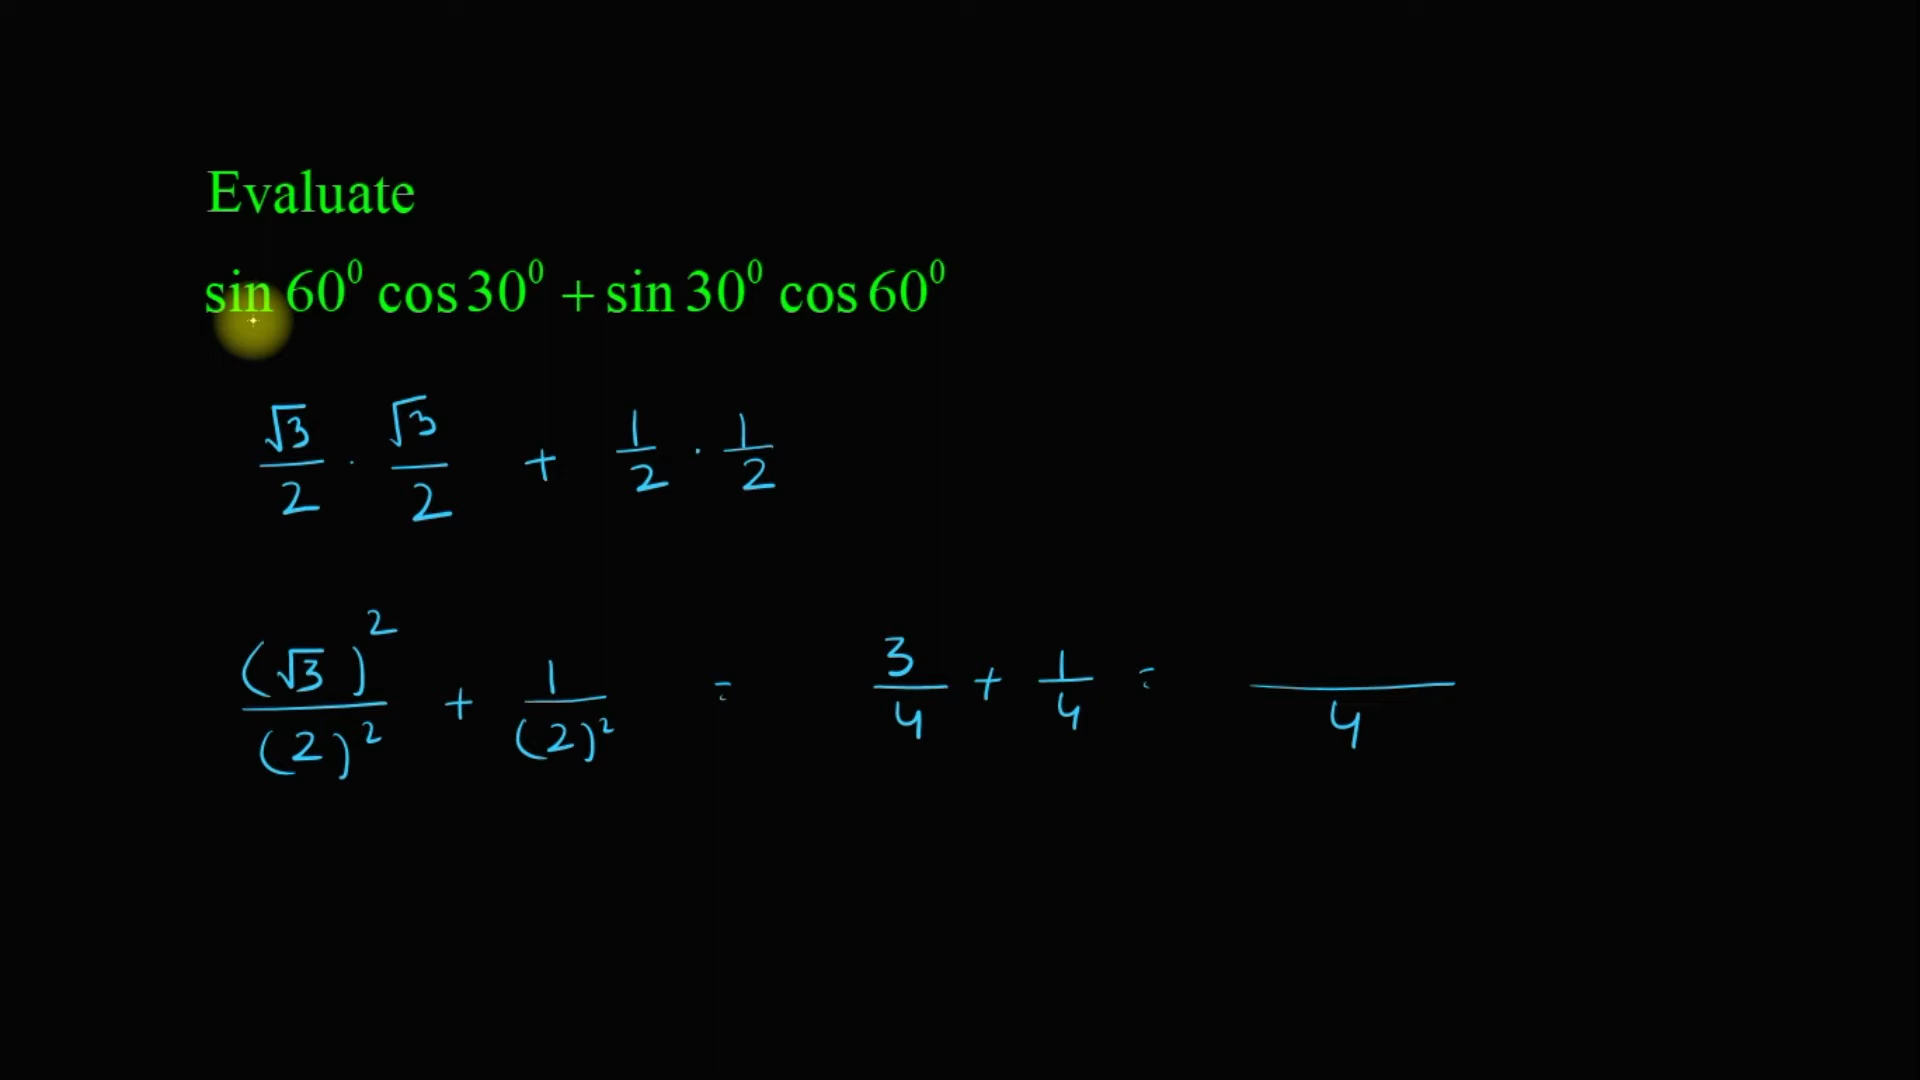 Evaluate
sin 60⁰ cos 30⁰ + sin 30⁰ cos 60⁰
√3/2 · √3/2 + 1/2 · 1/2
(√3)²/(2)² + 1/(2)² = 3/4 + 1/4 = /4